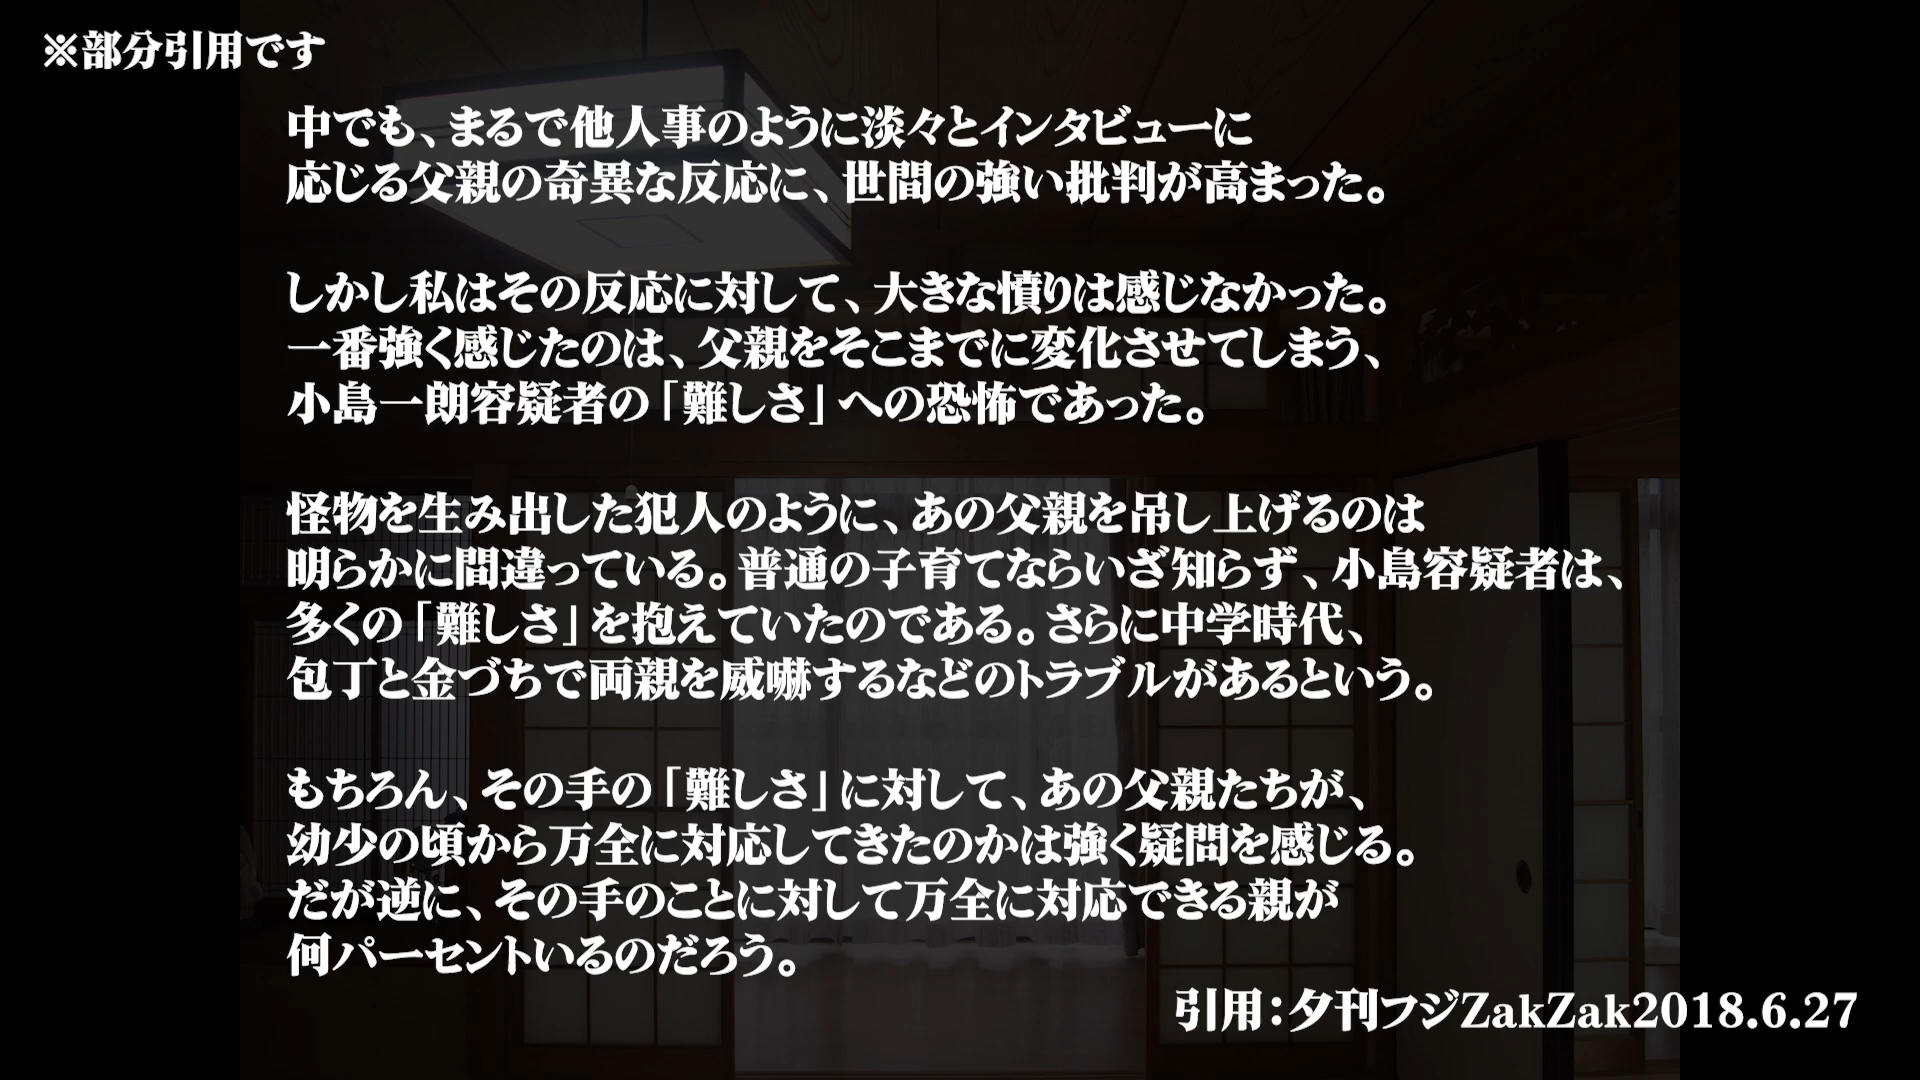 ※部分引用です
中でも、まるで他人事のように淡々とインタビューに
応じる父親の奇異な反応に、世間の強い批判が高まった。
しかし私はその反応に対して、大きな憤りは感じなかった。
一番強く感じたのは、父親をそこまでに変化させてしまう、
小島一朗容疑者の「難しさ」への恐怖であった。
怪物を生み出した犯人のように、あの父親を吊し上げるのは
明らかに間違っている。普通の子育てならいざ知らず、小島容疑者は、
多くの「難しさ」を抱えていたのである。さらに中学時代、
包丁と金づちで両親を威嚇するなどのトラブルがあるという。
もちろん、その手の「難しさ」に対して、あの父親たちが、
幼少の頃から万全に対応してきたのかは強く疑問を感じる。
だが逆に、その手のことに対して万全に対応できる親が
何パーセントいるのだろう。
引用：夕刊フジZakZak2018.6.27